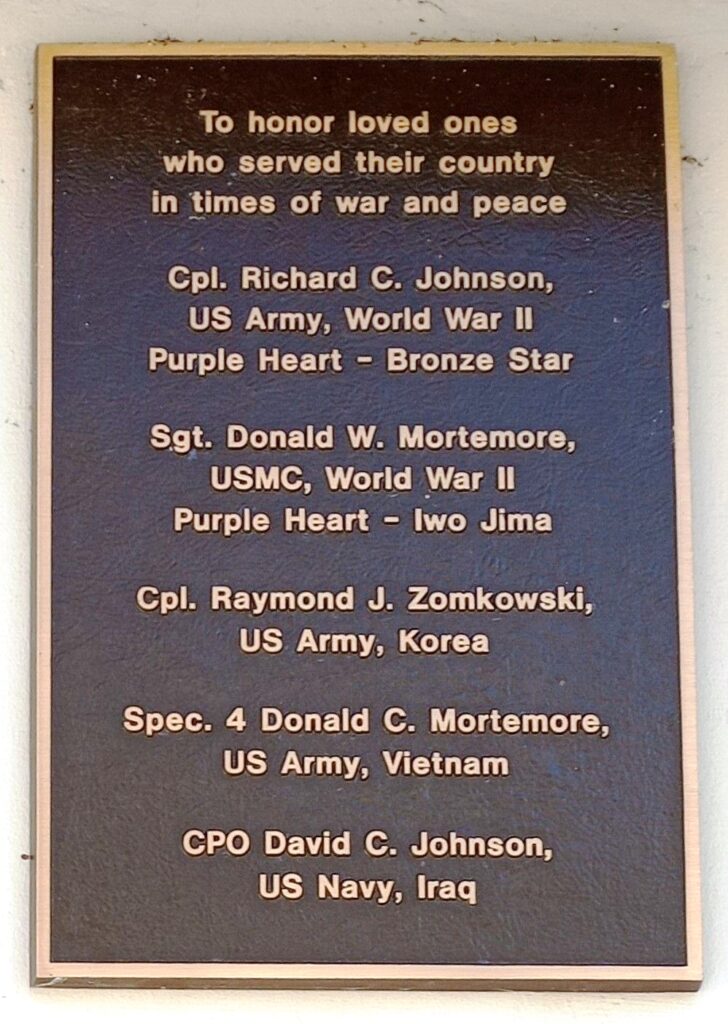 To honor loved ones
who served their country
in times of war and peace
Cpl. Richard C. Johnson,
US Army, World War II
Purple Heart - Bronze Star
Sgt. Donald W. Mortemore,
USMC, World War II
Purple Heart - Iwo Jima
Cpl. Raymond J. Zomkowski,
US Army, Korea
Spec. 4 Donald C. Mortemore,
US Army, Vietnam
CPO David C. Johnson,
US Navy, Iraq